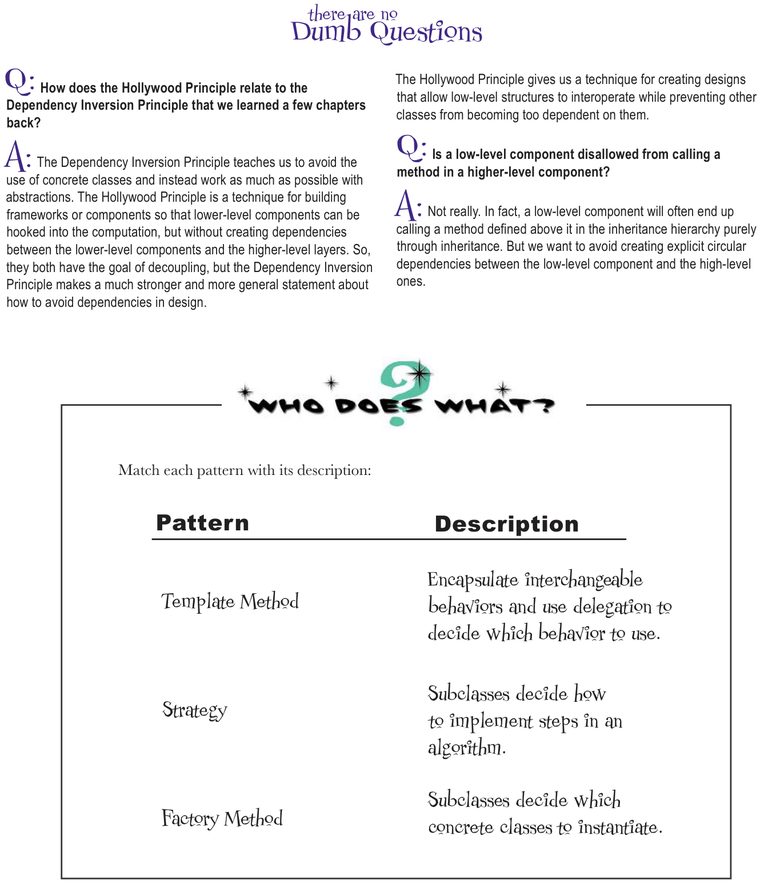 there are no
Dumb Questions
Q: How does the Hollywood Principle relate to the
Dependency Inversion Principle that we learned a few chapters
back?
A: The Dependency Inversion Principle teaches us to avoid the
use of concrete classes and instead work as much as possible with
abstractions. The Hollywood Principle is a technique for building
frameworks or components so that lower-level components can be
hooked into the computation, but without creating dependencies
between the lower-level components and the higher-level layers. So,
they both have the goal of decoupling, but the Dependency Inversion
Principle makes a much stronger and more general statement about
how to avoid dependencies in design.
The Hollywood Principle gives us a technique for creating designs
that allow low-level structures to interoperate while preventing other
classes from becoming too dependent on them.
Q: Is a low-level component disallowed from calling a
method in a higher-level component?
A: Not really. In fact, a low-level component will often end up
calling a method defined above it in the inheritance hierarchy purely
through inheritance. But we want to avoid creating explicit circular
dependencies between the low-level component and the high-level
ones.
?
WHO DOES WHAT?
Match each pattern with its description:
Pattern
Description
Template Method
Encapsulate interchangeable
behaviors and use delegation to
decide which behavior to use.
Strategy
Subclasses decide how
to implement steps in an
algorithm.
Factory Method
Subclasses decide which
concrete classes to instantiate.